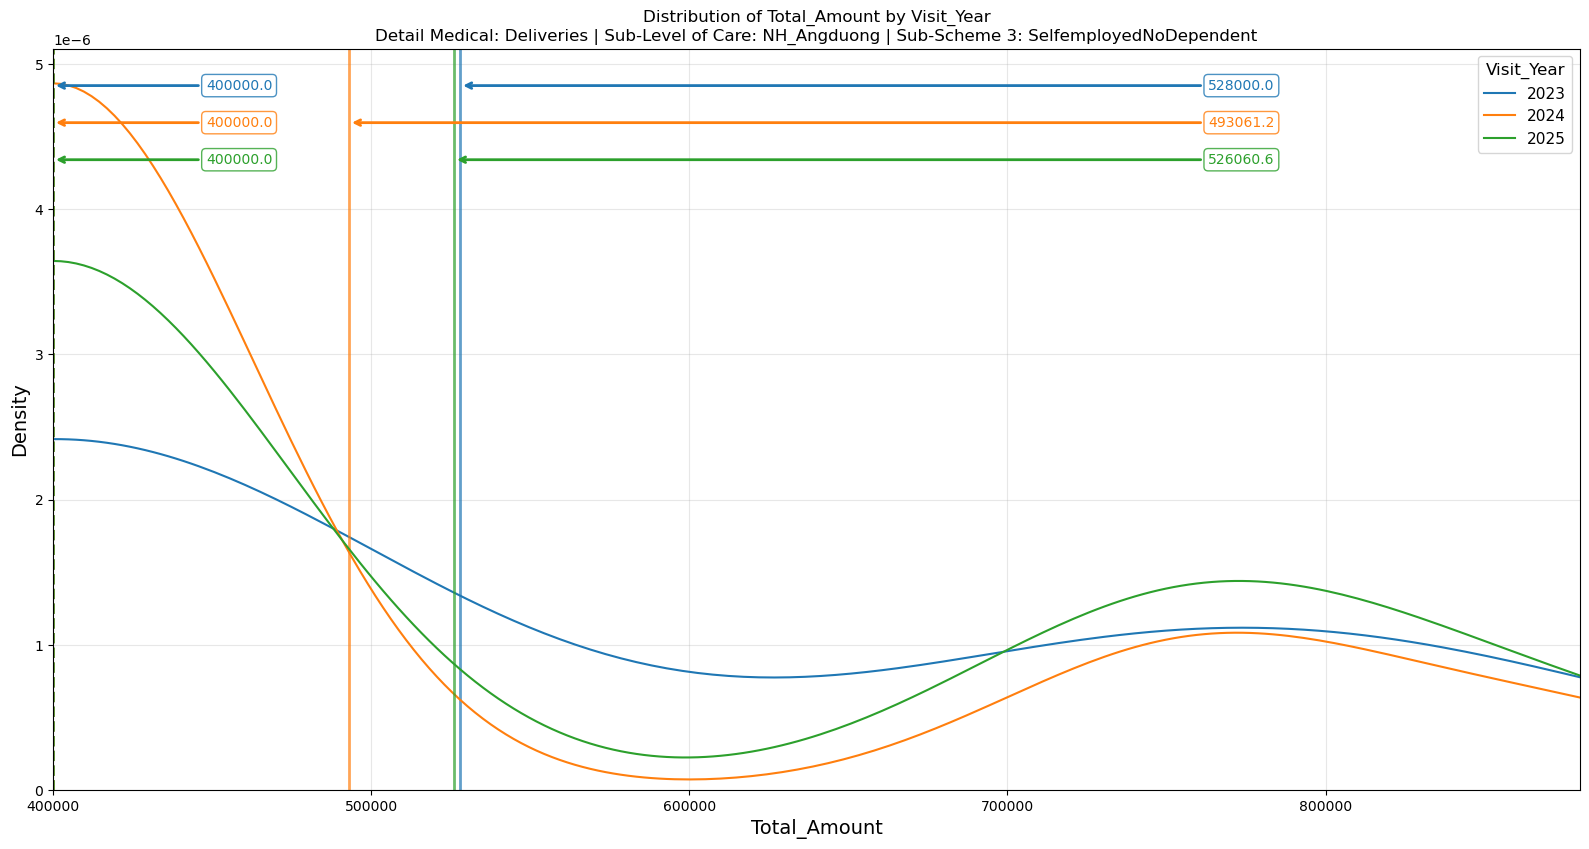 Distribution of Total_Amount by Visit_Year
Detail Medical: Deliveries | Sub-Level of Care: NH_Angduong | Sub-Scheme 3: SelfemployedNoDependent
1e−6
5
4
3
2
1
0
Density
400000.0
400000.0
400000.0
528000.0
493061.2
526060.6
Visit_Year
2023
2024
2025
400000 500000 600000 700000 800000
Total_Amount